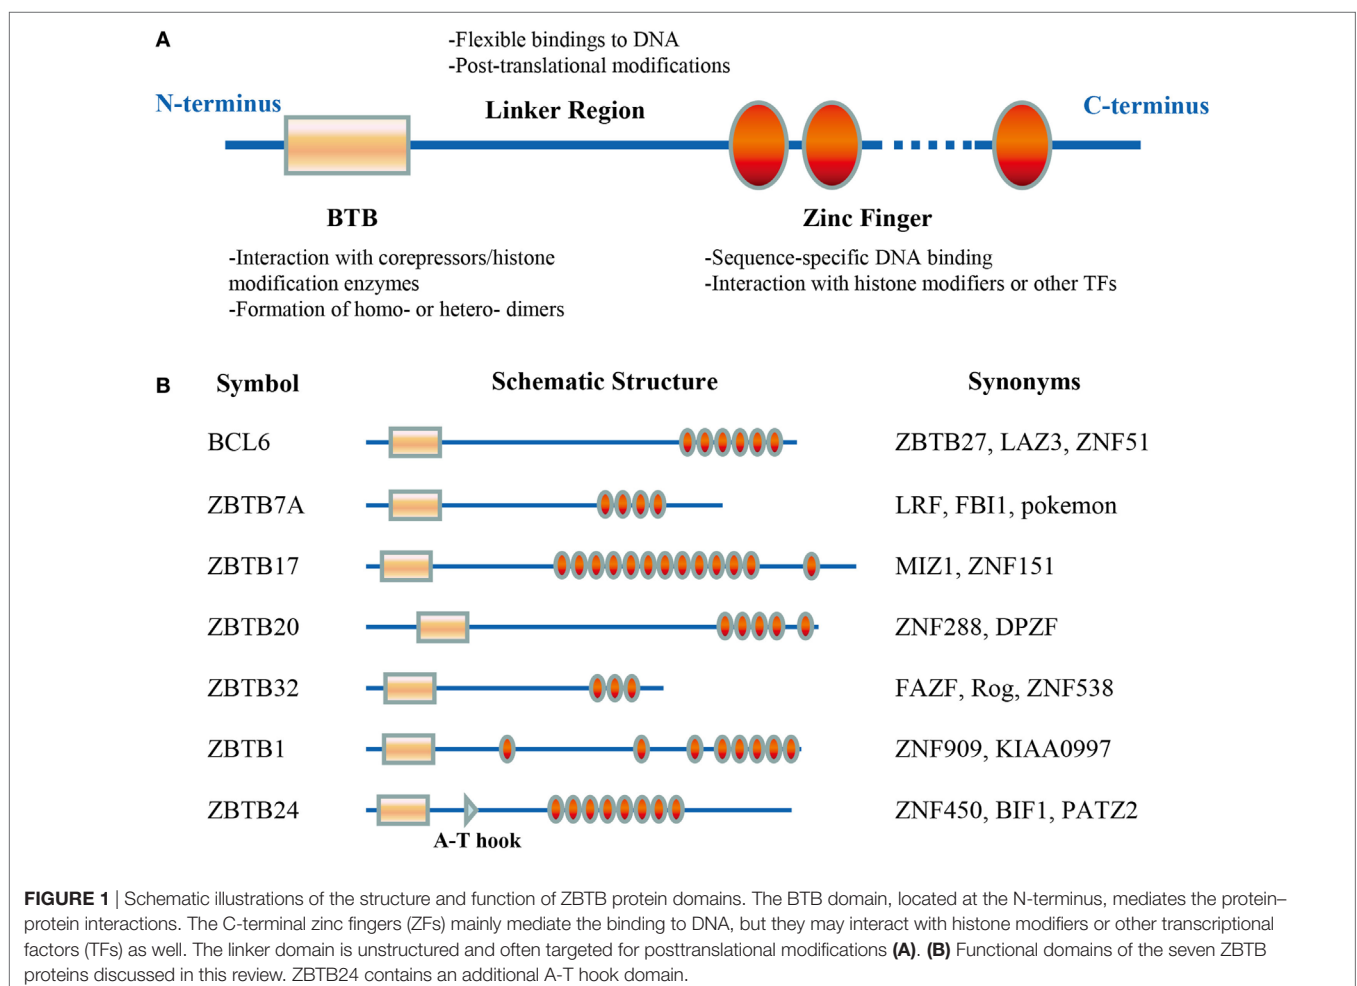 A
-Flexible bindings to DNA
-Post-translational modifications
N-terminus
Linker Region
C-terminus
BTB
Zinc Finger
-Interaction with corepressors/histone
modification enzymes
-Formation of homo- or hetero- dimers
-Sequence-specific DNA binding
-Interaction with histone modifiers or other TFs
B Symbol Schematic Structure Synonyms
BCL6 ZBTB27, LAZ3, ZNF51
ZBTB7A LRF, FBI1, pokemon
ZBTB17 MIZ1, ZNF151
ZBTB20 ZNF288, DPZF
ZBTB32 FAZF, Rog, ZNF538
ZBTB1 ZNF909, KIAA0997
ZBTB24 ZNF450, BIF1, PATZ2
A-T hook
FIGURE 1 | Schematic illustrations of the structure and function of ZBTB protein domains. The BTB domain, located at the N-terminus, mediates the protein–
protein interactions. The C-terminal zinc fingers (ZFs) mainly mediate the binding to DNA, but they may interact with histone modifiers or other transcriptional
factors (TFs) as well. The linker domain is unstructured and often targeted for posttranslational modifications (A). (B) Functional domains of the seven ZBTB
proteins discussed in this review. ZBTB24 contains an additional A-T hook domain.